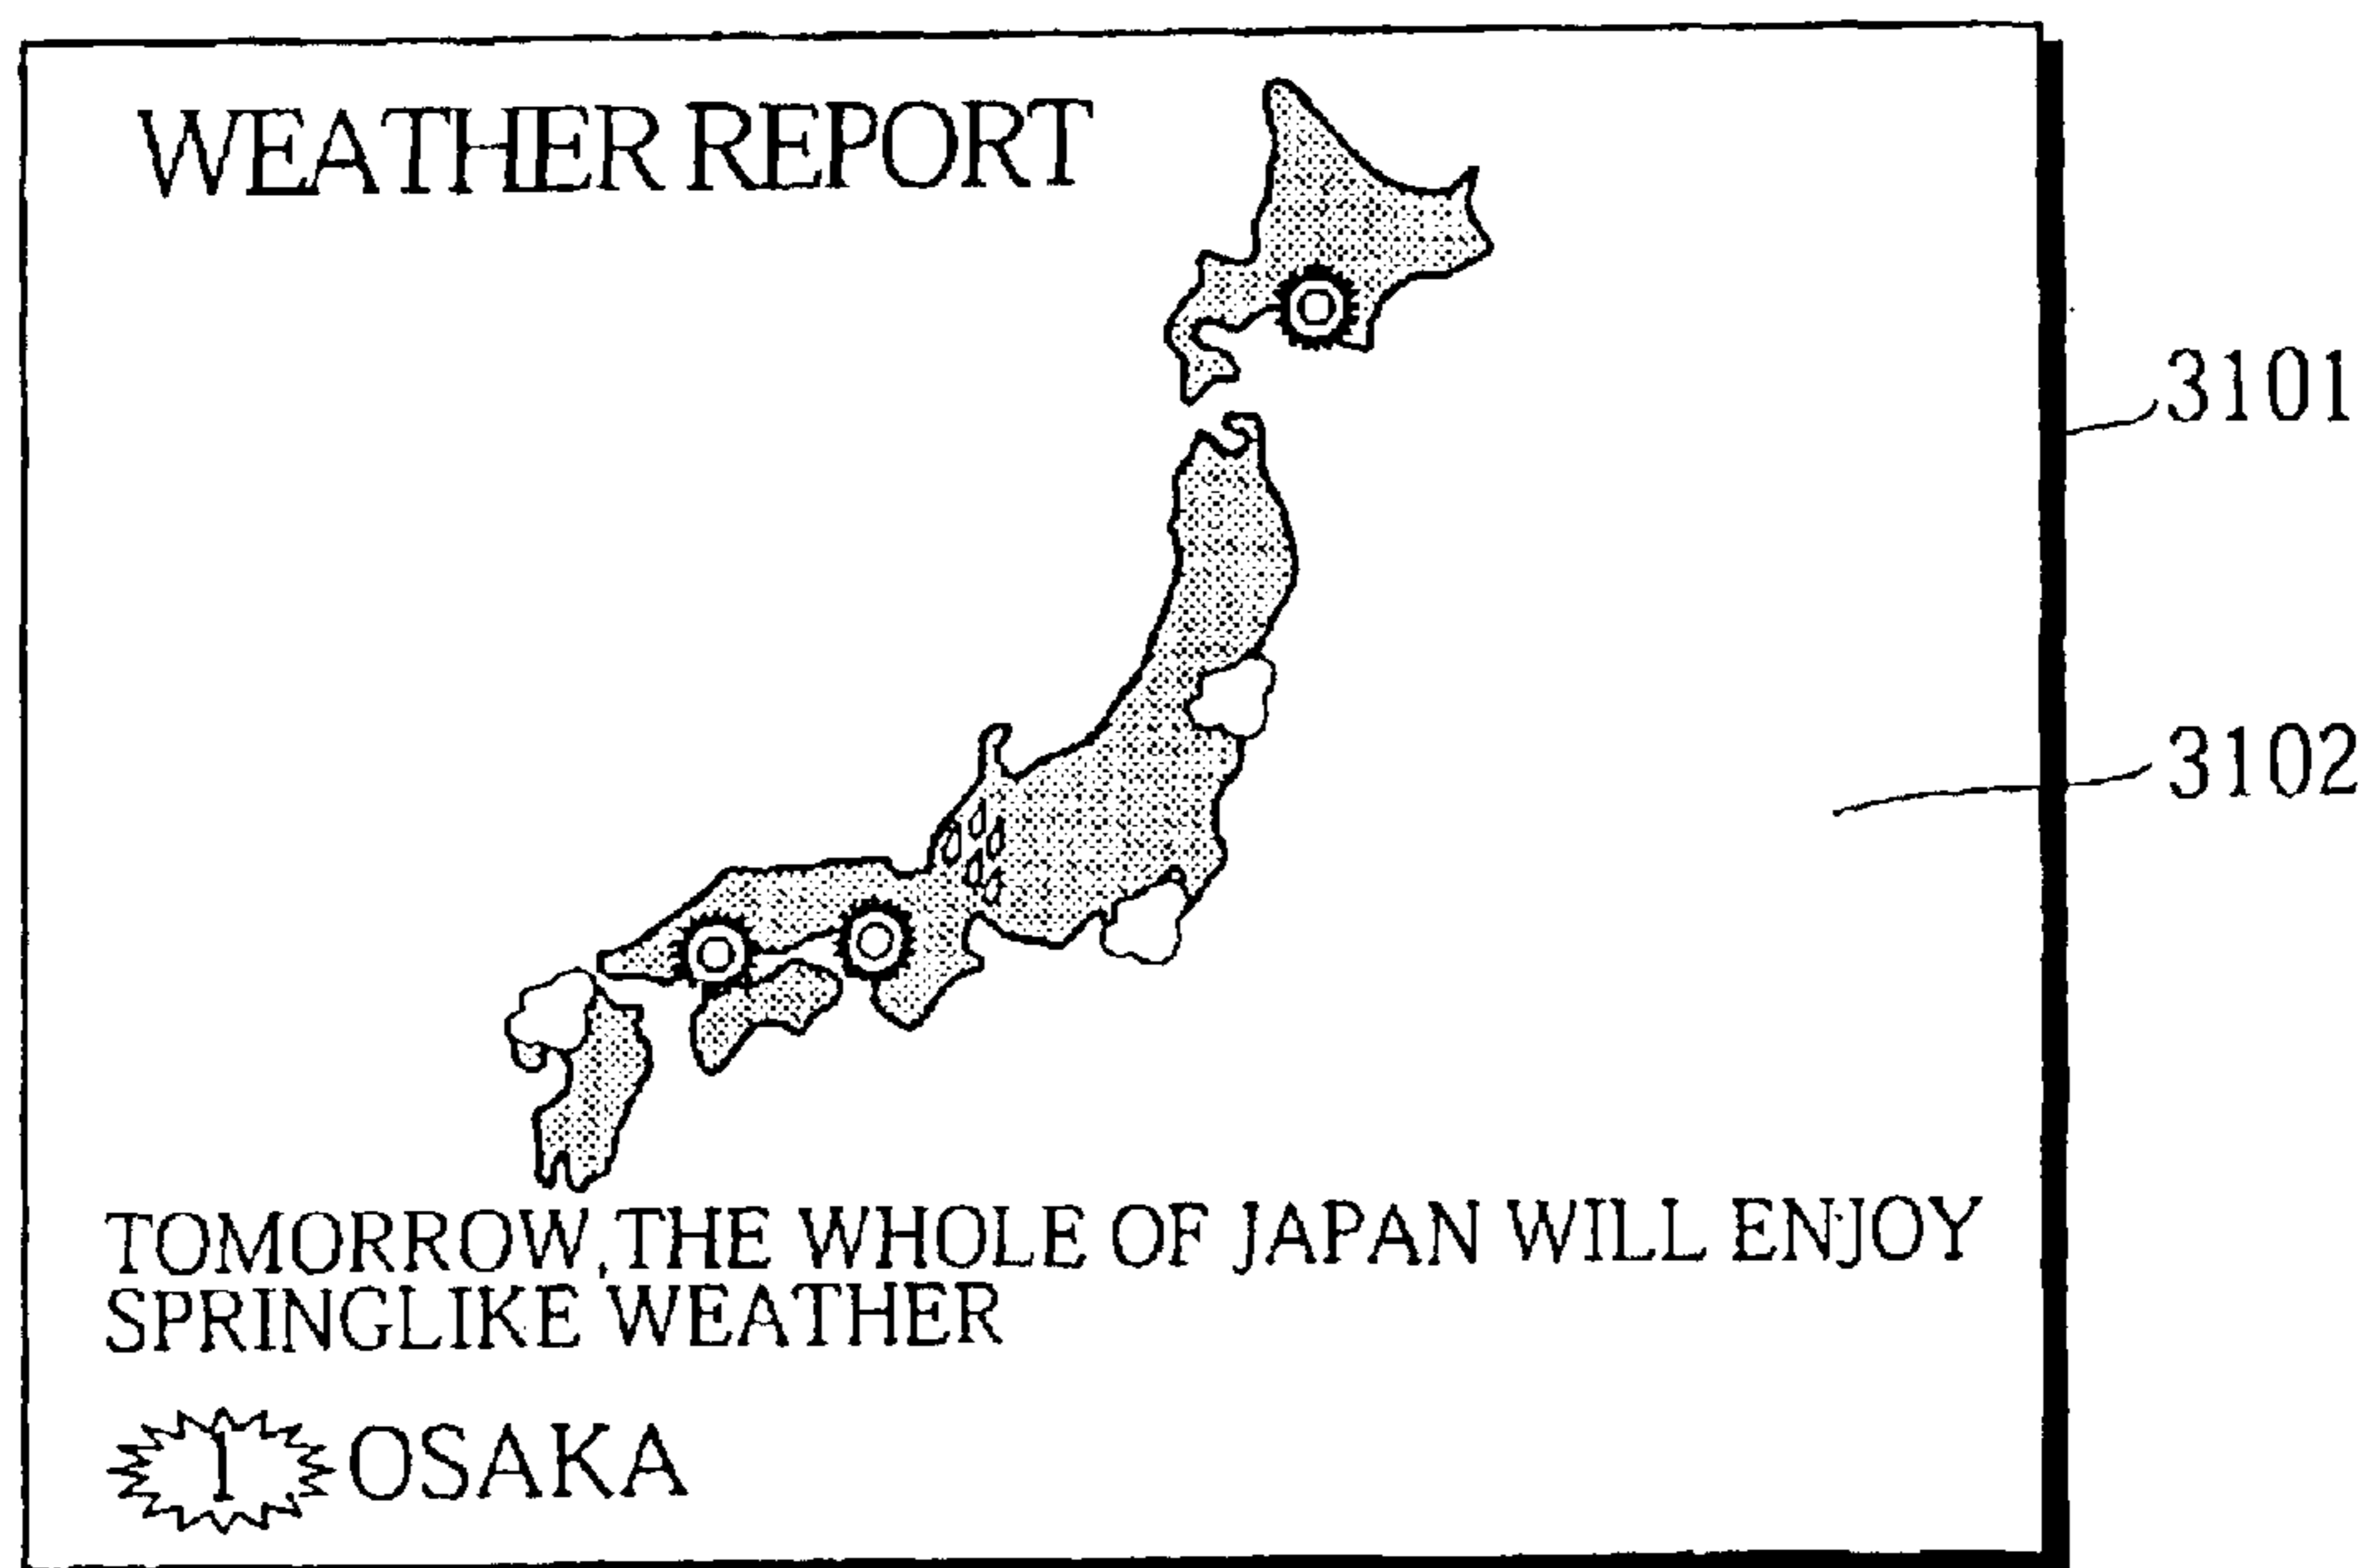 WEATHER REPORT
3101
3102
TOMORROW, THE WHOLE OF JAPAN WILL ENJOY
SPRINGLIKE WEATHER
1 OSAKA